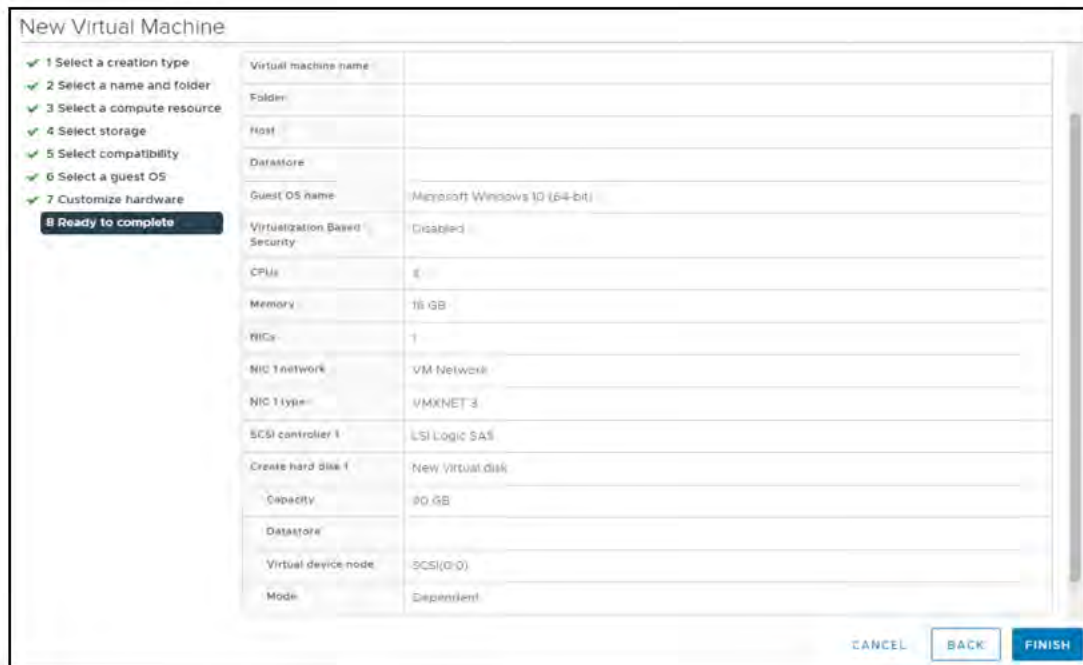 New Virtual Machine
1 Select a creation type
2 Select a name and folder
3 Select a compute resource
4 Select storage
5 Select compatibility
6 Select a guest OS
7 Customize hardware
8 Ready to complete
Virtual machine name
Folder
Host
Datastore
Guest OS name Microsoft Windows 10 (64-bit)
Virtualization Based
Security
Disabled
CPUs
Memory 16 GB
NICs 1
NIC 1 network VM Network
NIC 1 type VMXNET 3
SCSI controller 1 LSI Logic SAS
Create hard disk 1 New virtual disk
Capacity GB
Datastore
Virtual device node SCSI(0:0)
Mode Dependent
CANCEL BACK FINISH